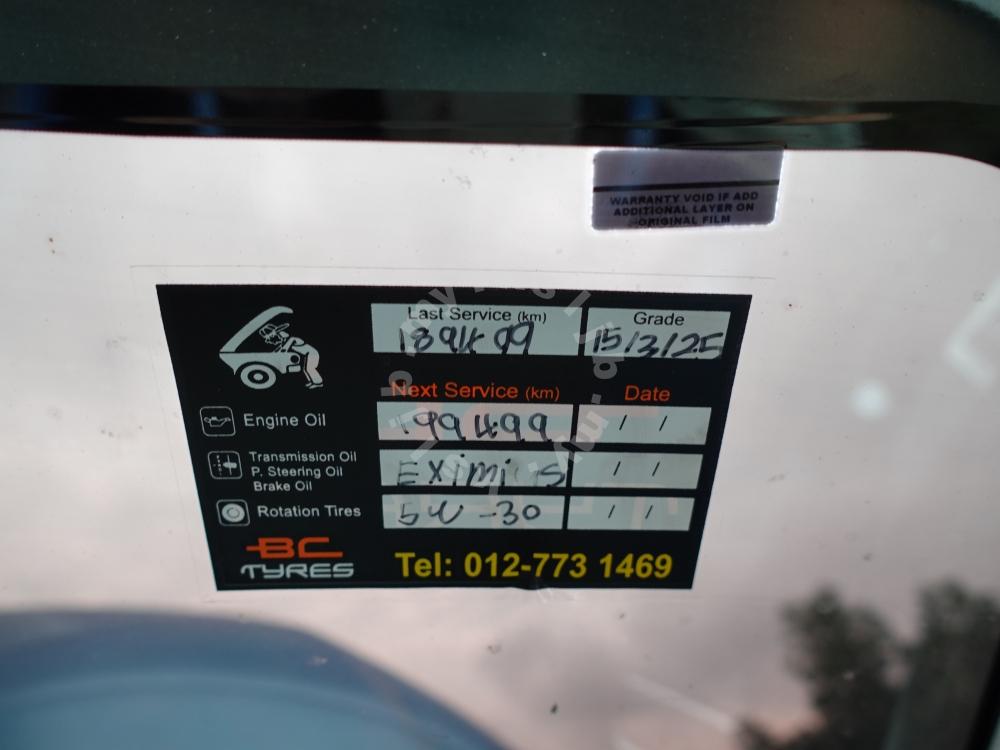 WARRANTY VOID IF ADD
ADDITIONAL LAYER ON
ORIGINAL FILM
Last Service (km) Grade
189499 15/3/25
Next Service (km) Date
Engine Oil 199499 / /
Transmission Oil
P. Steering Oil
Brake Oil
Eximius / /
Rotation Tires 5W-30 / /
BC
TYRES
Tel: 012-773 1469